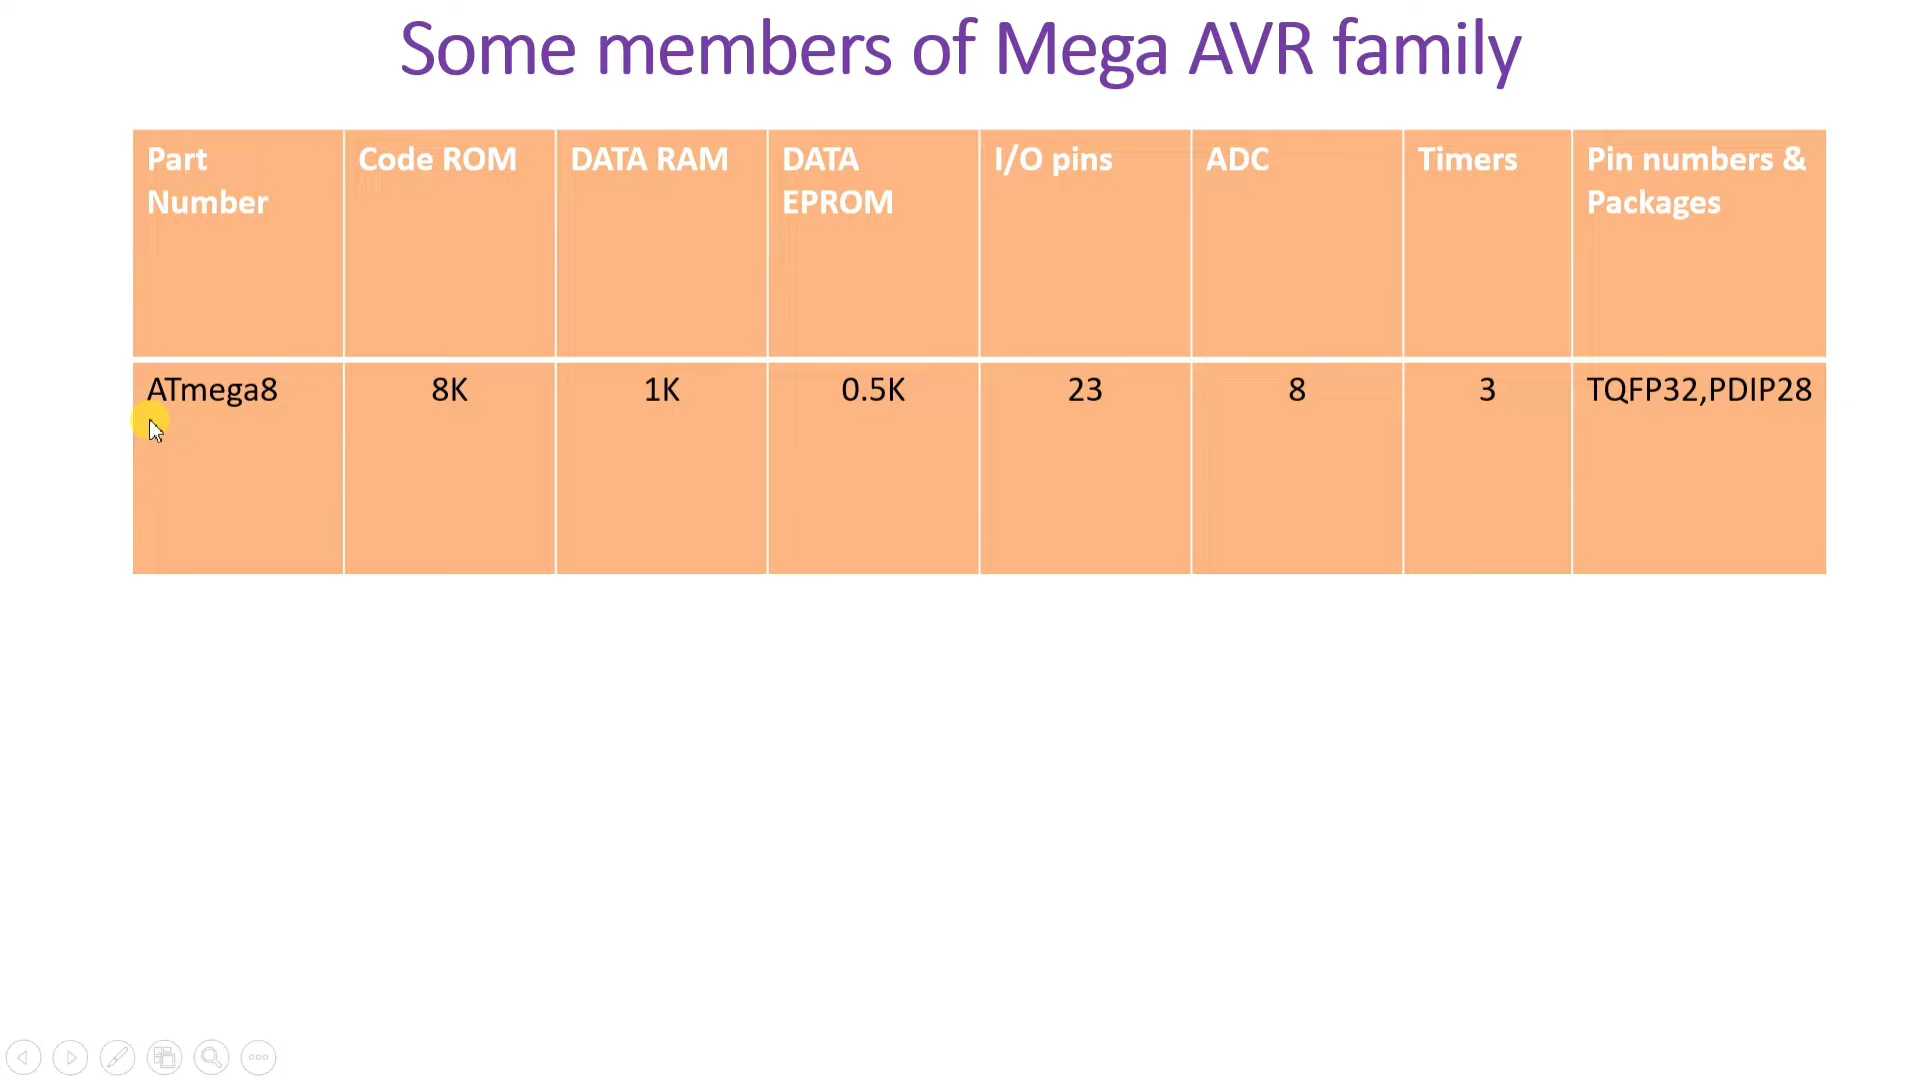 Some members of Mega AVR family
Part
Number
Code ROM
DATA RAM
DATA
EPROM
I/O pins
ADC
Timers
Pin numbers &
Packages
ATmega8
8K
1K
0.5K
23
8
3
TQFP32,PDIP28